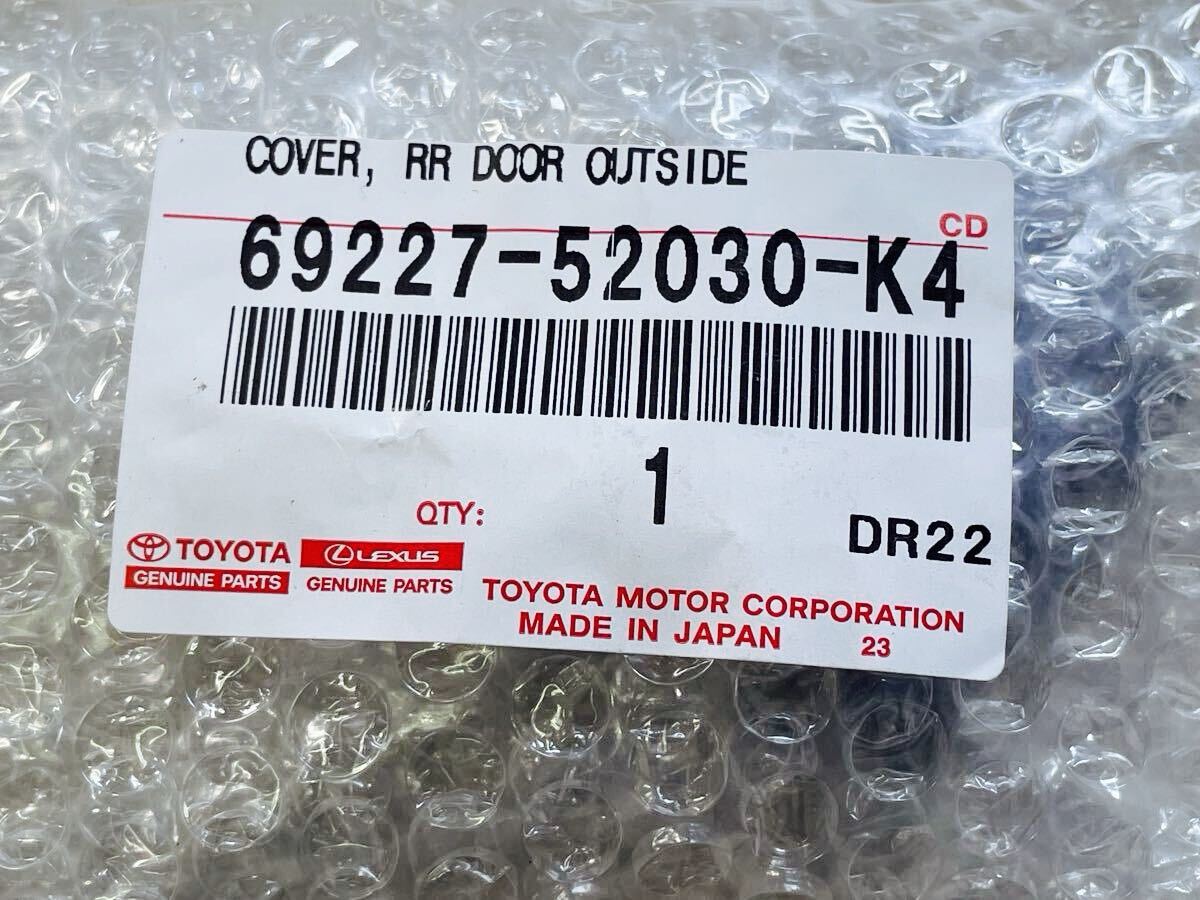 COVER, RR DOOR OUTSIDE
CD
69227-52030-K4
QTY: 1
DR22
TOYOTA
GENUINE PARTS
LEXUS
GENUINE PARTS
TOYOTA MOTOR CORPORATION
MADE IN JAPAN 23